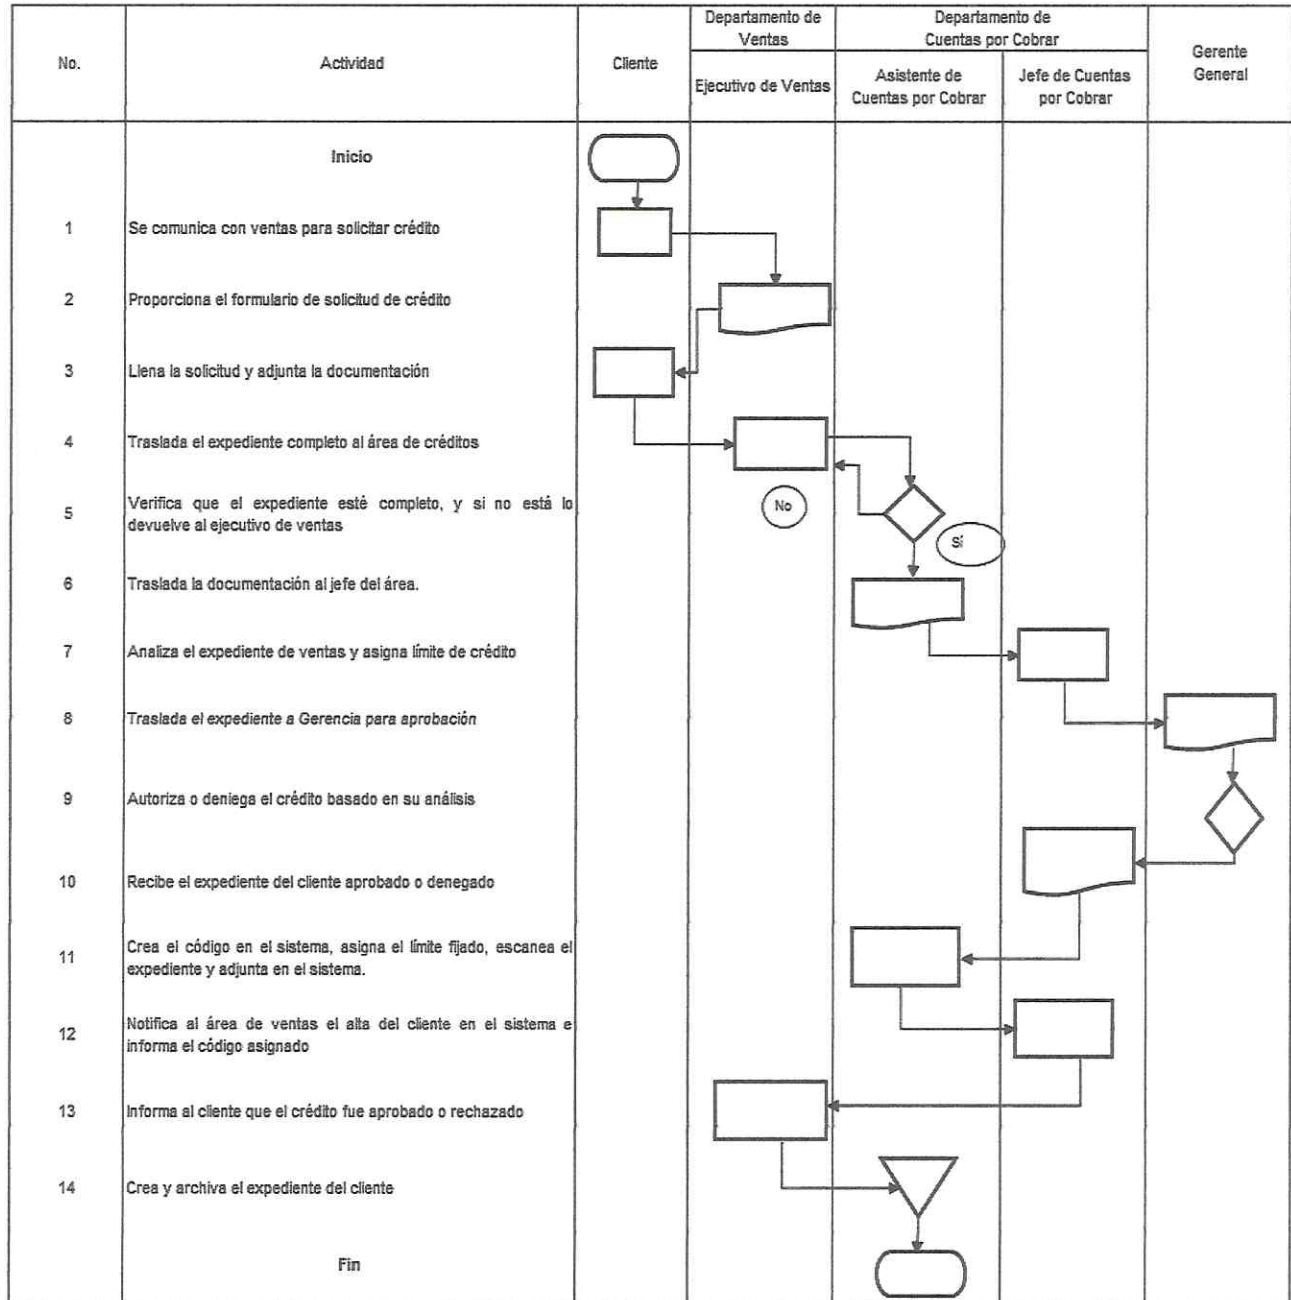 No.
Actividad
Cliente
Departamento de
Ventas
Ejecutivo de Ventas
Departamento de
Cuentas por Cobrar
Asistente de
Cuentas por Cobrar
Jefe de Cuentas
por Cobrar
Gerente
General
Inicio
1
Se comunica con ventas para solicitar crédito
2
Proporciona el formulario de solicitud de crédito
3
Llena la solicitud y adjunta la documentación
4
Traslada el expediente completo al área de créditos
5
Verifica que el expediente esté completo, y si no está lo
devuelve al ejecutivo de ventas
No
Sí
6
Traslada la documentación al jefe del área.
7
Analiza el expediente de ventas y asigna límite de crédito
8
Traslada el expediente a Gerencia para aprobación
9
Autoriza o deniega el crédito basado en su análisis
10
Recibe el expediente del cliente aprobado o denegado
11
Crea el código en el sistema, asigna el límite fijado, escanea el
expediente y adjunta en el sistema.
12
Notifica al área de ventas el alta del cliente en el sistema e
informa el código asignado
13
Informa al cliente que el crédito fue aprobado o rechazado
14
Crea y archiva el expediente del cliente
Fin